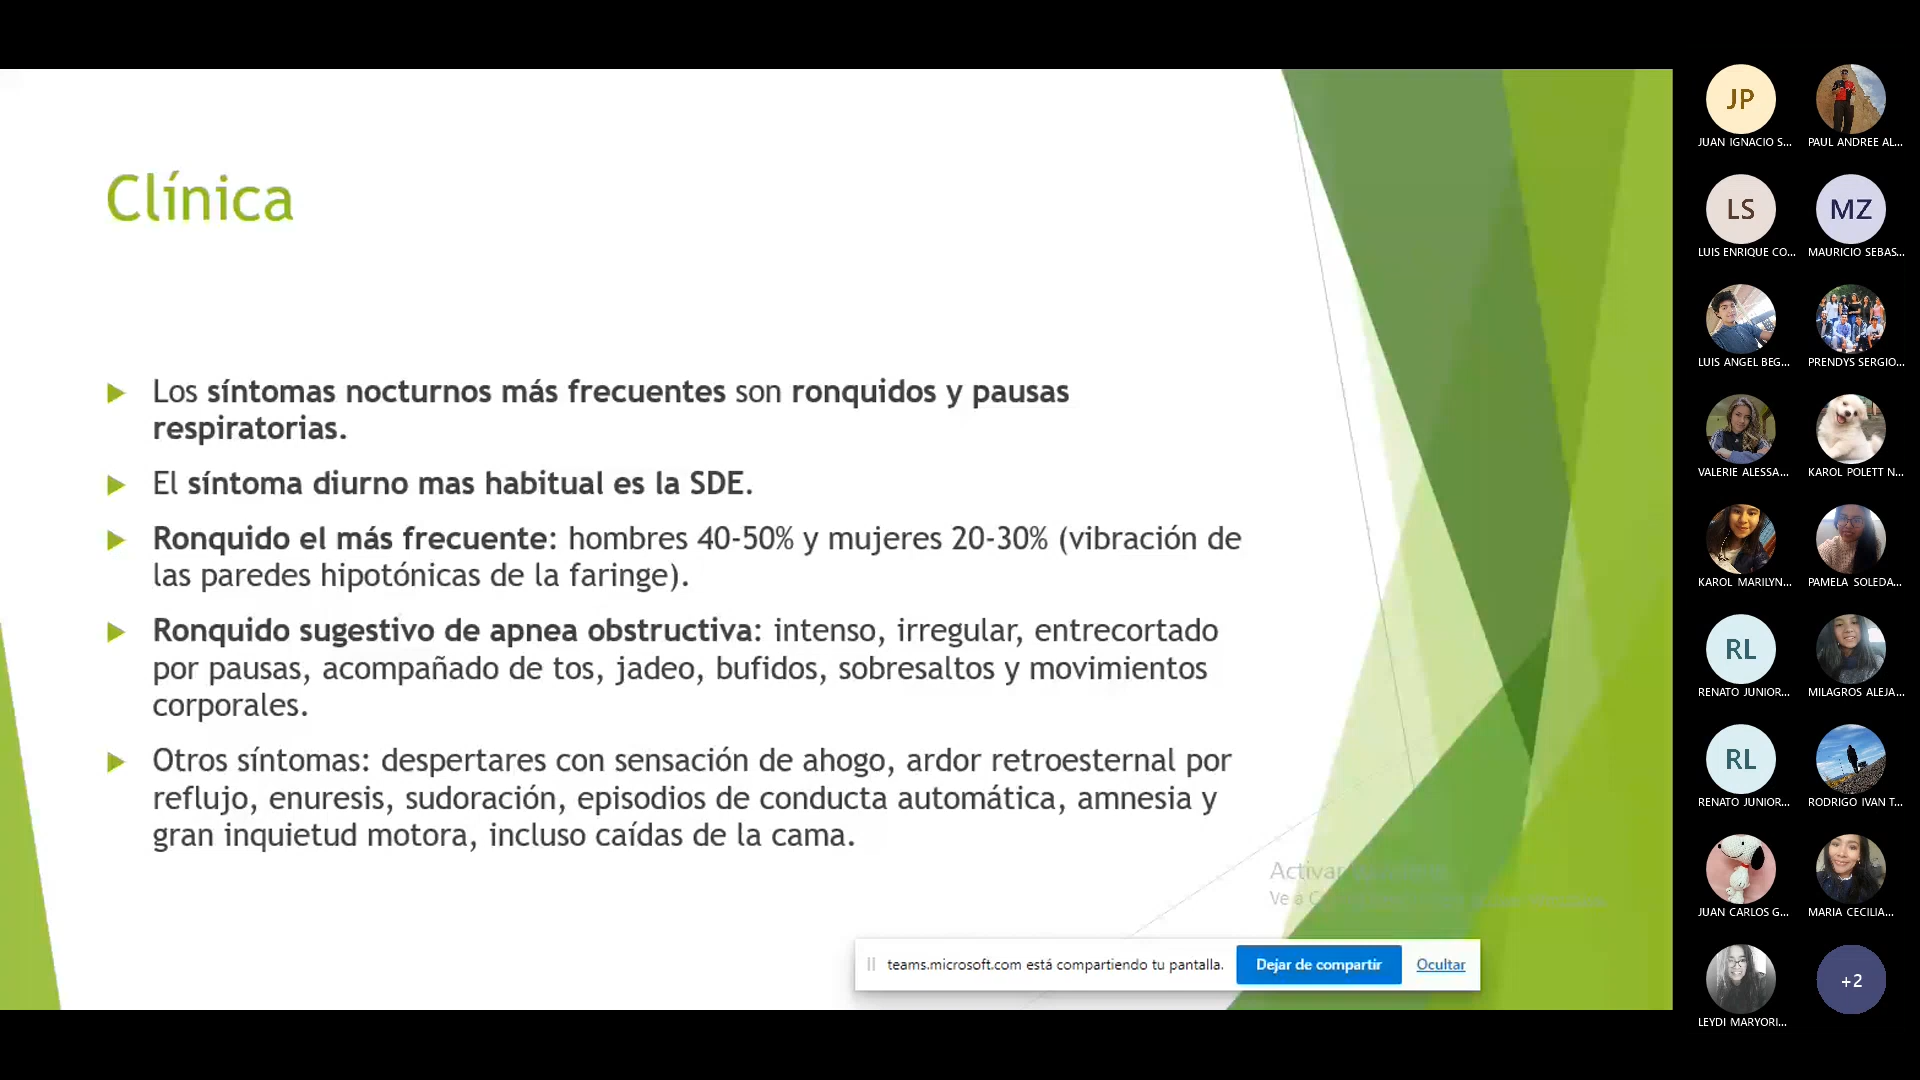 Clínica
Los síntomas nocturnos más frecuentes son ronquidos y pausas
respiratorias.
El síntoma diurno mas habitual es la SDE.
Ronquido el más frecuente: hombres 40-50% y mujeres 20-30% (vibración de
las paredes hipotónicas de la faringe).
Ronquido sugestivo de apnea obstructiva: intenso, irregular, entrecortado
por pausas, acompañado de tos, jadeo, bufidos, sobresaltos y movimientos
corporales.
Otros síntomas: despertares con sensación de ahogo, ardor retroesternal por
reflujo, enuresis, sudoración, episodios de conducta automática, amnesia y
gran inquietud motora, incluso caídas de la cama.
Activar
Ve a
teams.microsoft.com está compartiendo tu pantalla.
Dejar de compartir
Ocultar
JP
JUAN IGNACIO S...
PAUL ANDREE AL...
LS
LUIS ENRIQUE CO...
MZ
MAURICIO SEBAS...
LUIS ANGEL BEG...
PRENDYS SERGIO...
VALERIE ALESSA...
KAROL POLETT N...
KAROL MARILYN...
PAMELA SOLEDA...
RL
RENATO JUNIOR...
MILAGROS ALEJA...
RL
RENATO JUNIOR...
RODRIGO IVAN T...
JUAN CARLOS G...
MARIA CECILIA...
LEYDI MARYORI...
+2